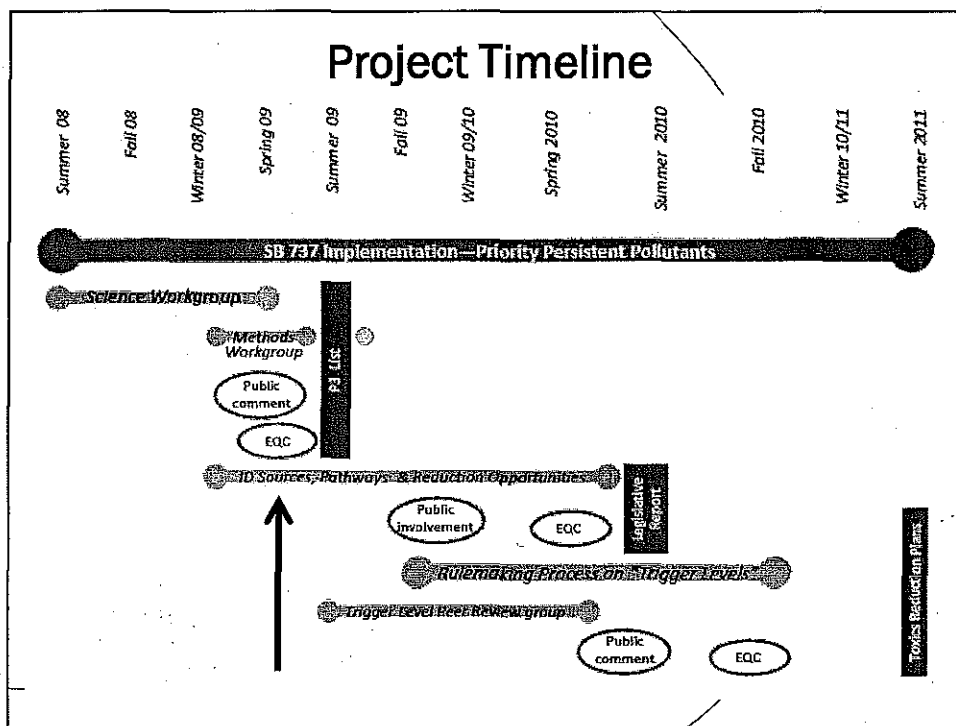 Project Timeline
Summer 08
Fall 08
Winter 08/09
Spring 09
Summer 09
Fall 09
Winter 09/10
Spring 2010
Summer 2010
Fall 2010
Winter 10/11
Summer 2011
SB 737 Implementation—Priority Persistent Pollutants
Science Workgroup
Methods
Workgroup
P3 List
Public
comment
EQC
ID Sources, Pathways & Reduction Opportunities
Public
involvement
EQC
Legislative
Report
Rulemaking Process on "Trigger Levels"
Trigger Level Peer Review group
Public
comment
EQC
Toxics Reduction Plans